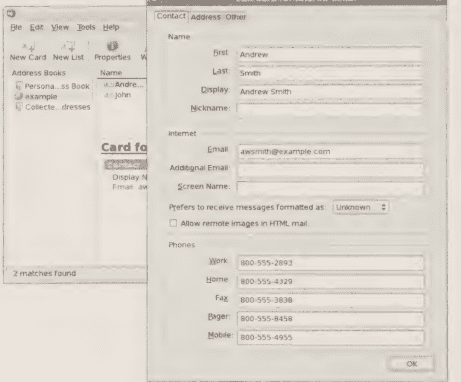 File Edit View Tools Help
New Card New List Properties
Address Books
Persona...ss Book
example
Collecte...dresses
Name
Andre...
john
Card fo
Contact
Display N
Email: aw
2 matches found
Contact Address Other
Name
First:
Andrew
Last:
Smith
Display:
Andrew Smith
Nickname:
Internet
Email:
awsmith@example.com
Additional Email:
Screen Name:
Prefers to receive messages formatted as: Unknown
Allow remote images in HTML mail.
Phones
Work:
800-555-2893
Home:
800-555-4329
Fax:
800-555-3838
Pager:
800-555-8458
Mobile:
800-555-4955
OK